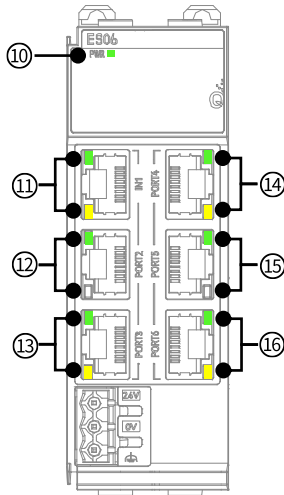 ES06
⑩ PWR
⑪ IN1 PORT4 ⑭
⑫ PORT2 PORT5 ⑮
⑬ PORT3 PORT6 ⑯
24V
0V